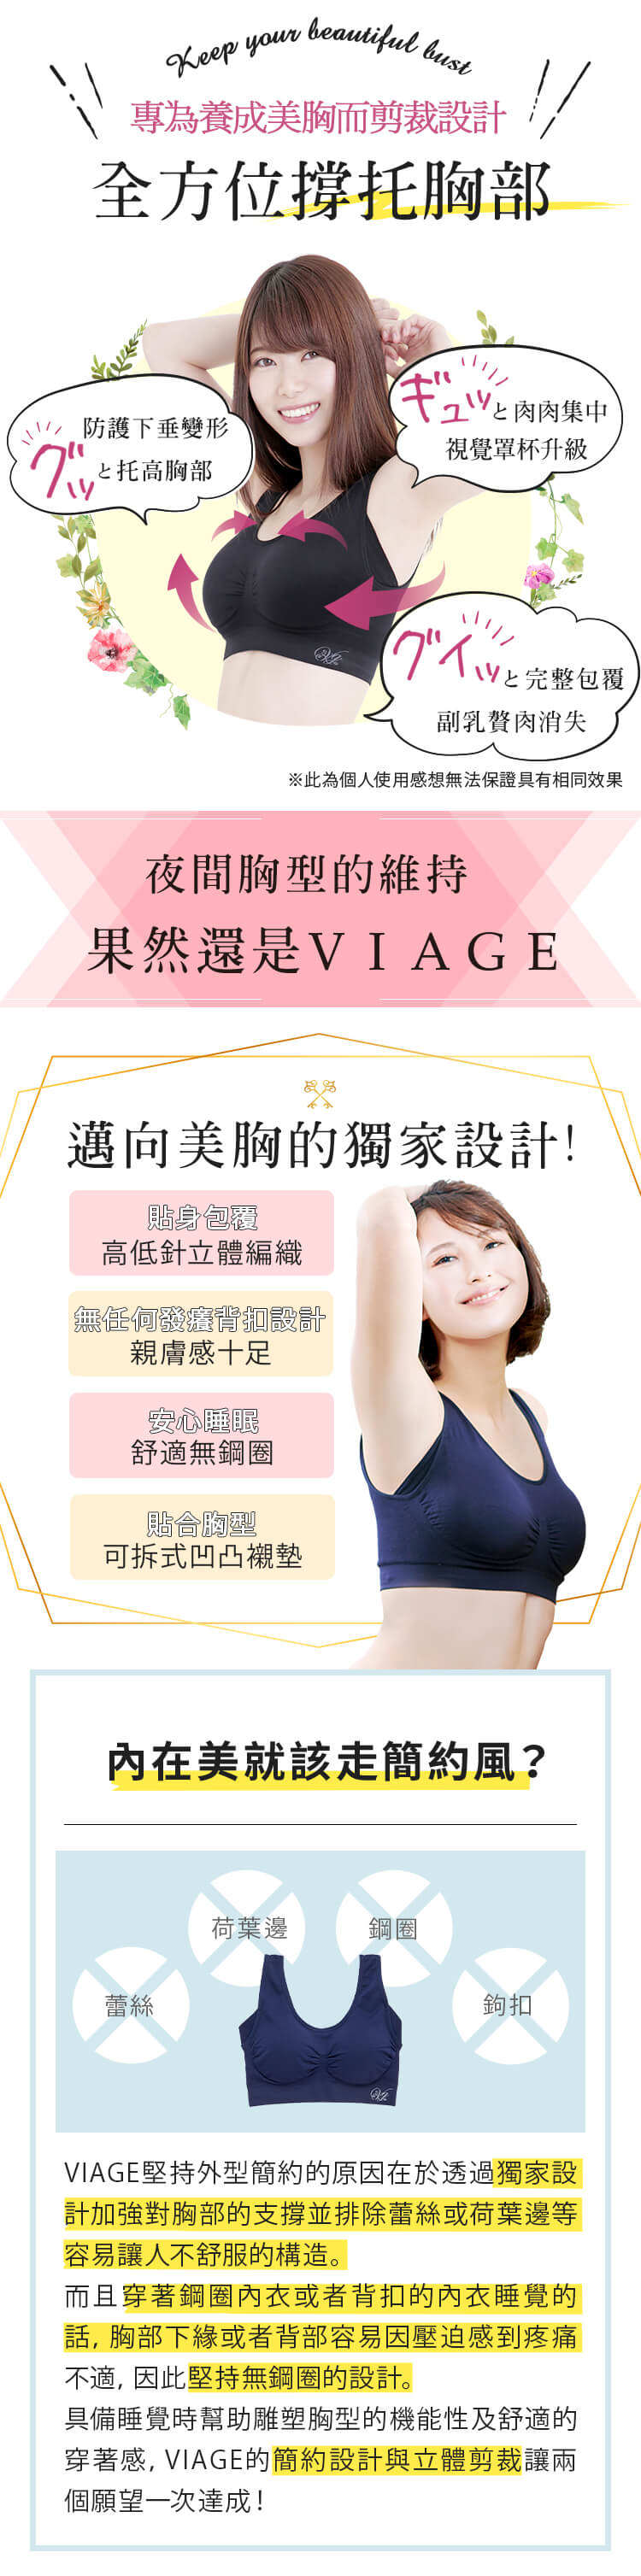 Keep your beautiful bust
專為養成美胸而剪裁設計
全方位撐托胸部
防護下垂變形
グッと托高胸部
ギュッと肉肉集中
視覺罩杯升級
グイッと完整包覆
副乳贅肉消失
※此為個人使用感想無法保證具有相同效果
夜間胸型的維持
果然還是VIAGE
邁向美胸的獨家設計!
貼身包覆
高低針立體編織
無任何發癢背扣設計
親膚感十足
安心睡眠
舒適無鋼圈
貼合胸型
可拆式凹凸襯墊
內在美就該走簡約風？
荷葉邊
鋼圈
蕾絲
鉤扣
VIAGE堅持外型簡約的原因在於透過獨家設
計加強對胸部的支撐並排除蕾絲或荷葉邊等
容易讓人不舒服的構造。
而且穿著鋼圈內衣或者背扣的內衣睡覺的
話, 胸部下緣或者背部容易因壓迫感到疼痛
不適, 因此堅持無鋼圈的設計。
具備睡覺時幫助雕塑胸型的機能性及舒適的
穿著感, VIAGE的簡約設計與立體剪裁讓兩
個願望一次達成！